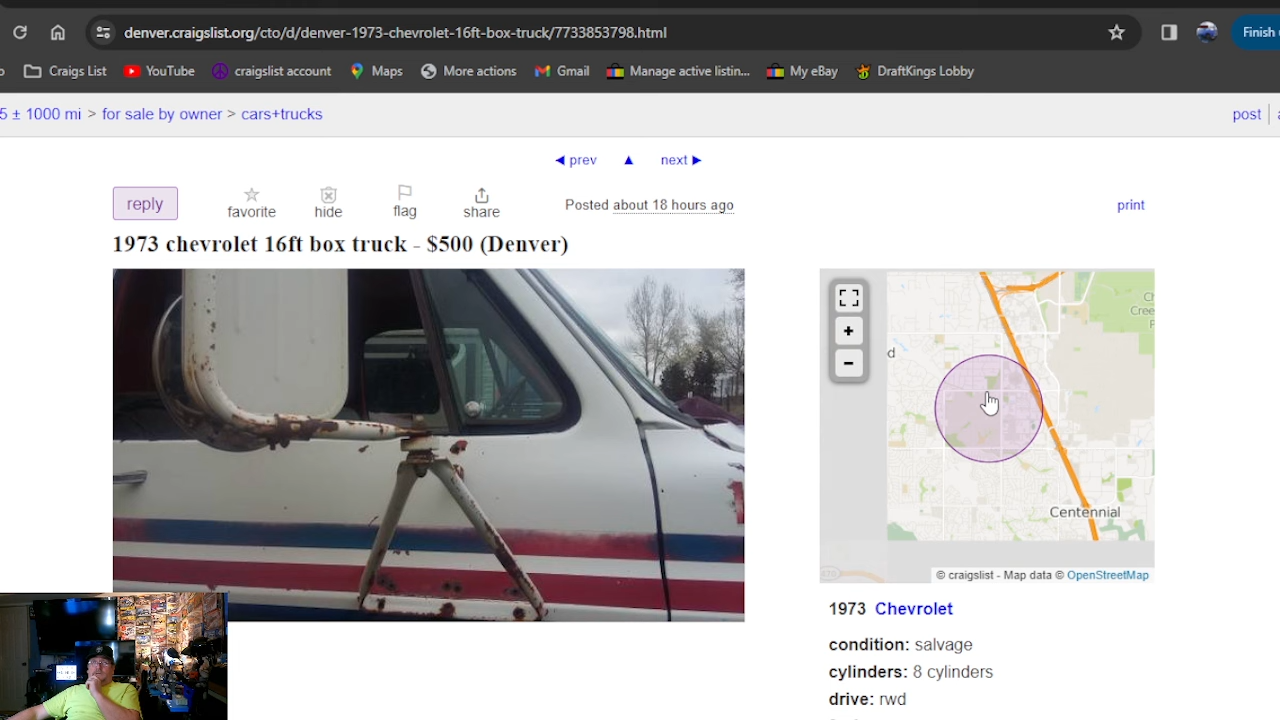 denver.craigslist.org/cto/d/denver-1973-chevrolet-16ft-box-truck/7733853798.html
Finish
Craigs List
YouTube
craigslist account
Maps
More actions
Gmail
Manage active listin...
My eBay
DraftKings Lobby
5 ± 1000 mi > for sale by owner > cars+trucks
post
◀ prev ▲ next ▶
reply
favorite
hide
flag
share
Posted about 18 hours ago
print
1973 chevrolet 16ft box truck - $500 (Denver)
+
−
Centennial
© craigslist - Map data © OpenStreetMap
1973 Chevrolet
condition: salvage
cylinders: 8 cylinders
drive: rwd